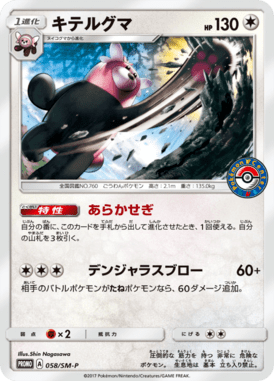 1進化 キテルグマ HP 130
ヌイコグマから進化
Pokémon Center
全国図鑑NO.760 ごうわんポケモン 高さ：2.1m 重さ：135.0kg
特性 あらかせぎ
自分の番に、このカードを手札から出して進化させたとき、1回使える。自分の山札を3枚引く。
デンジャラスブロー 60+
相手のバトルポケモンがたねポケモンなら、60ダメージ追加。
弱点 ×2 抵抗力 にげる
Illus.Shin Nagasawa
PROMO A 058/SM-P
©2017 Pokémon/Nintendo/Creatures/GAME FREAK.